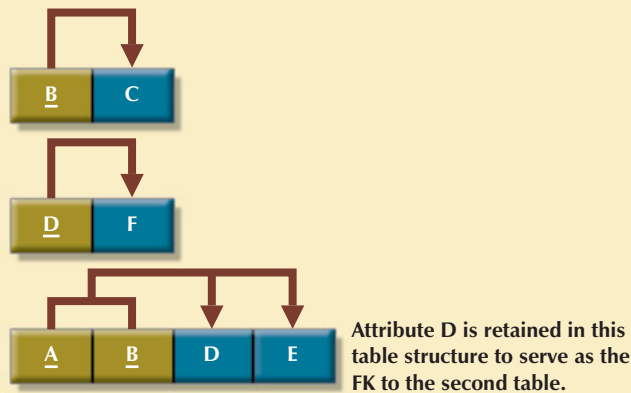 B C
D F
A B D E
Attribute D is retained in this
table structure to serve as the
FK to the second table.